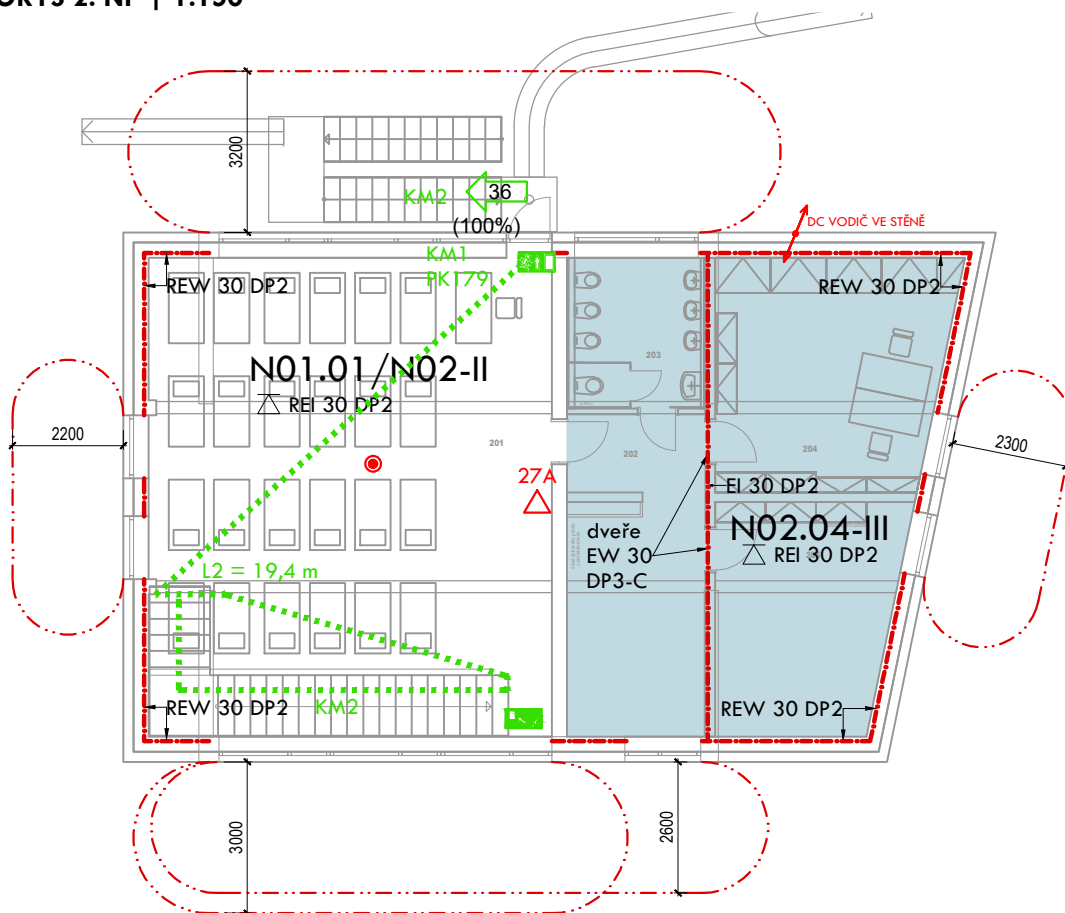 PŮDORYS 2. NP | 1:150
3200
KM2
36
(100%)
DC VODIČ VE STĚNĚ
KM1
PK179
REW 30 DP2
REW 30 DP2
N01.01/N02-II
REI 30 DP2
203
2200
201
202
204
2300
27A
EI 30 DP2
dveře
EW 30
DP3-C
N02.04-III
REI 30 DP2
L2 = 19,4 m
REW 30 DP2
KM2
REW 30 DP2
3000
2600